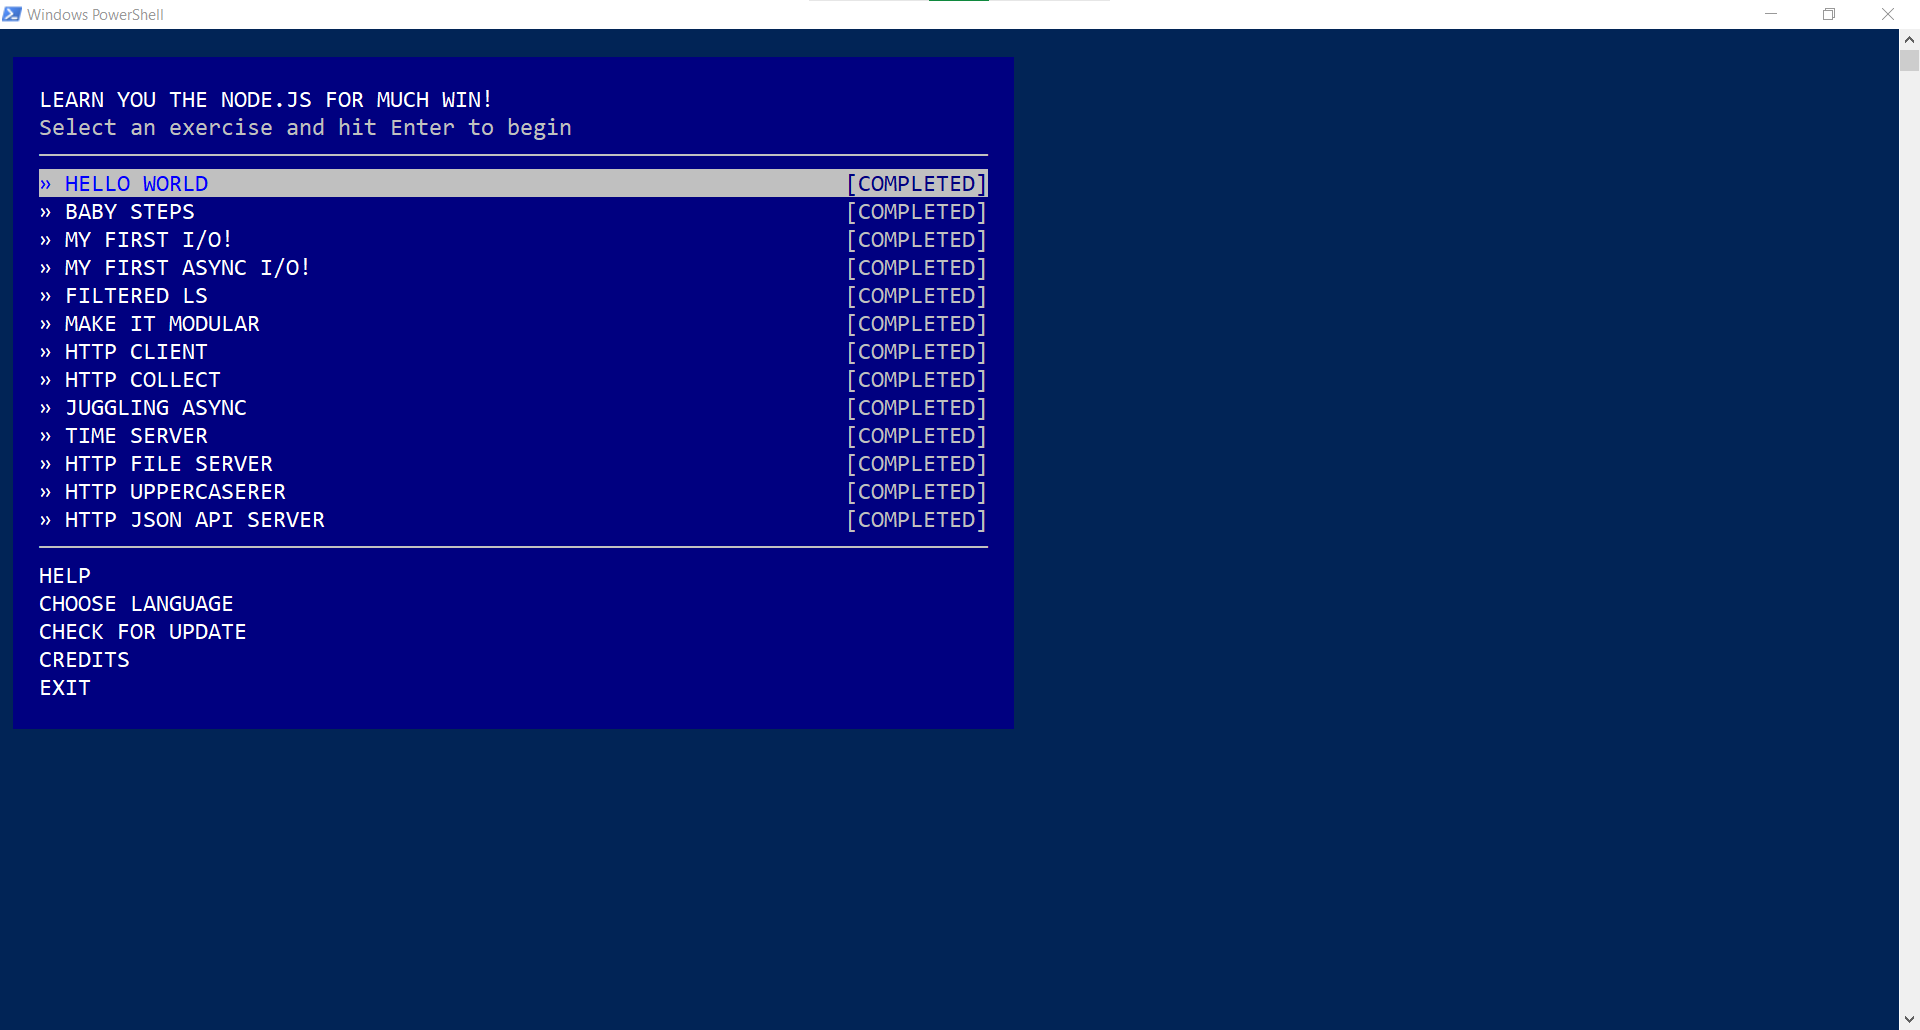 Windows PowerShell
LEARN YOU THE NODE.JS FOR MUCH WIN!
Select an exercise and hit Enter to begin
» HELLO WORLD [COMPLETED]
» BABY STEPS [COMPLETED]
» MY FIRST I/O! [COMPLETED]
» MY FIRST ASYNC I/O! [COMPLETED]
» FILTERED LS [COMPLETED]
» MAKE IT MODULAR [COMPLETED]
» HTTP CLIENT [COMPLETED]
» HTTP COLLECT [COMPLETED]
» JUGGLING ASYNC [COMPLETED]
» TIME SERVER [COMPLETED]
» HTTP FILE SERVER [COMPLETED]
» HTTP UPPERCASERER [COMPLETED]
» HTTP JSON API SERVER [COMPLETED]
HELP
CHOOSE LANGUAGE
CHECK FOR UPDATE
CREDITS
EXIT